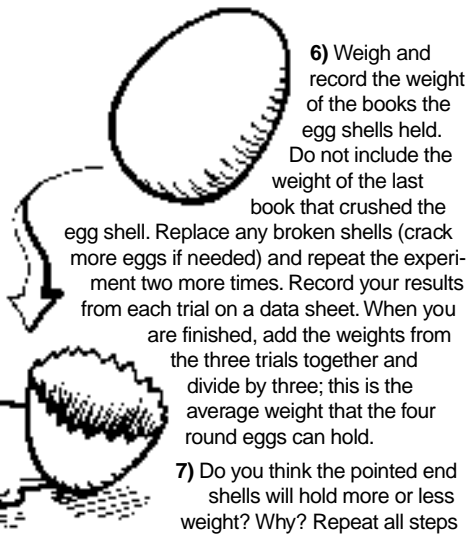 6) Weigh and
record the weight
of the books the
egg shells held.
Do not include the
weight of the last
book that crushed the
egg shell. Replace any broken shells (crack
more eggs if needed) and repeat the experi-
ment two more times. Record your results
from each trial on a data sheet. When you
are finished, add the weights from
the three trials together and
divide by three; this is the
average weight that the four
round eggs can hold.
7) Do you think the pointed end
shells will hold more or less
weight? Why? Repeat all steps